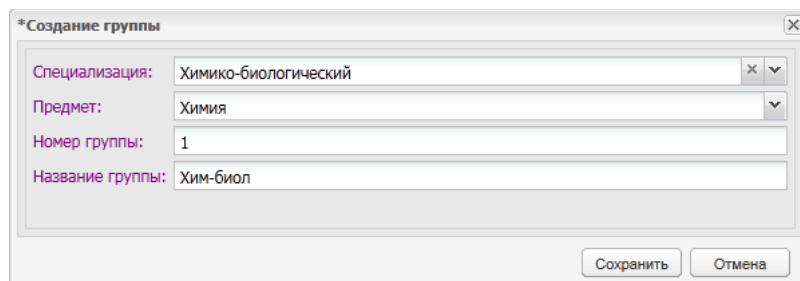 *Создание группы
Специализация: Химико-биологический
Предмет: Химия
Номер группы: 1
Название группы: Хим-биол
Сохранить Отмена